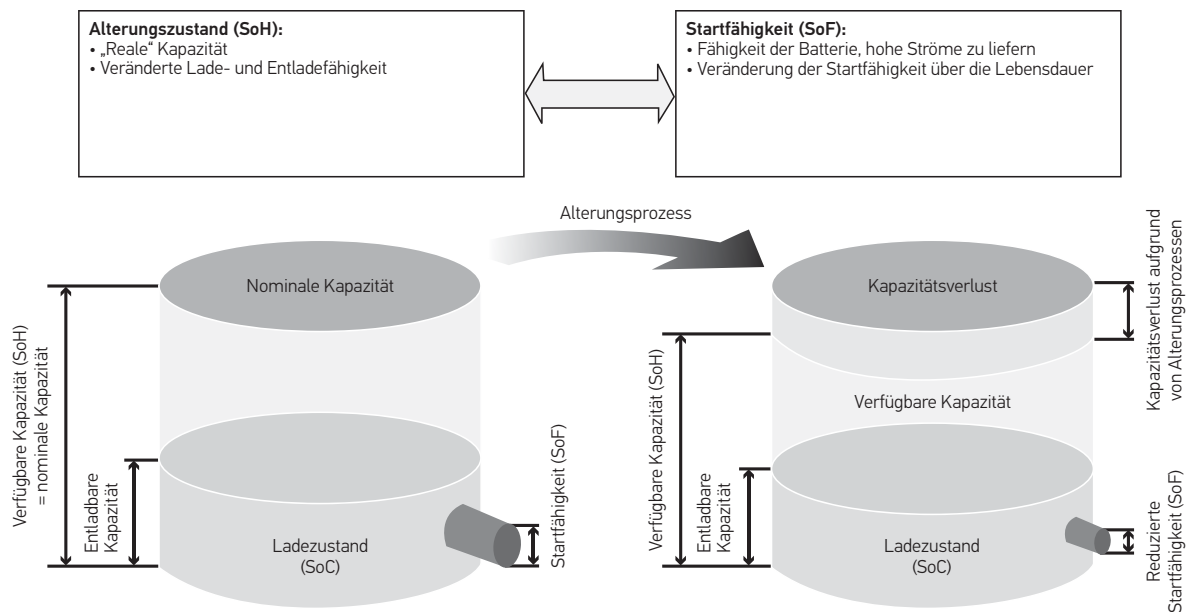 Alterungszustand (SoH):
• „Reale“ Kapazität
• Veränderte Lade- und Entladefähigkeit
Startfähigkeit (SoF):
• Fähigkeit der Batterie, hohe Ströme zu liefern
• Veränderung der Startfähigkeit über die Lebensdauer
Alterungsprozess
Verfügbare Kapazität (SoH)
= nominale Kapazität
Nominale Kapazität
Entladbare
Kapazität
Ladezustand
(SoC)
Startfähigkeit (SoF)
Verfügbare Kapazität (SoH)
Kapazitätsverlust
Verfügbare Kapazität
Entladbare
Kapazität
Ladezustand
(SoC)
Kapazitätsverlust aufgrund
von Alterungsprozessen
Reduzierte
Startfähigkeit (SoF)